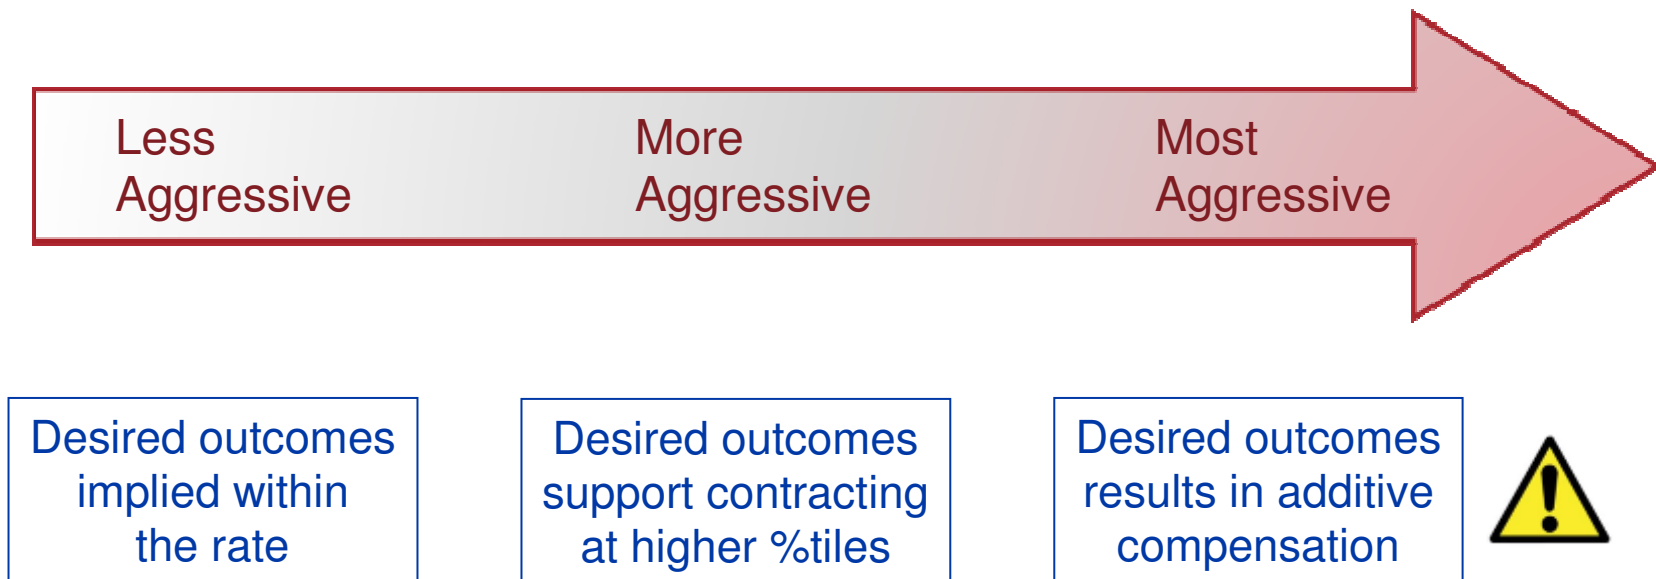 Less
Aggressive
More
Aggressive
Most
Aggressive
Desired outcomes
implied within
the rate
Desired outcomes
support contracting
at higher %tiles
Desired outcomes
results in additive
compensation